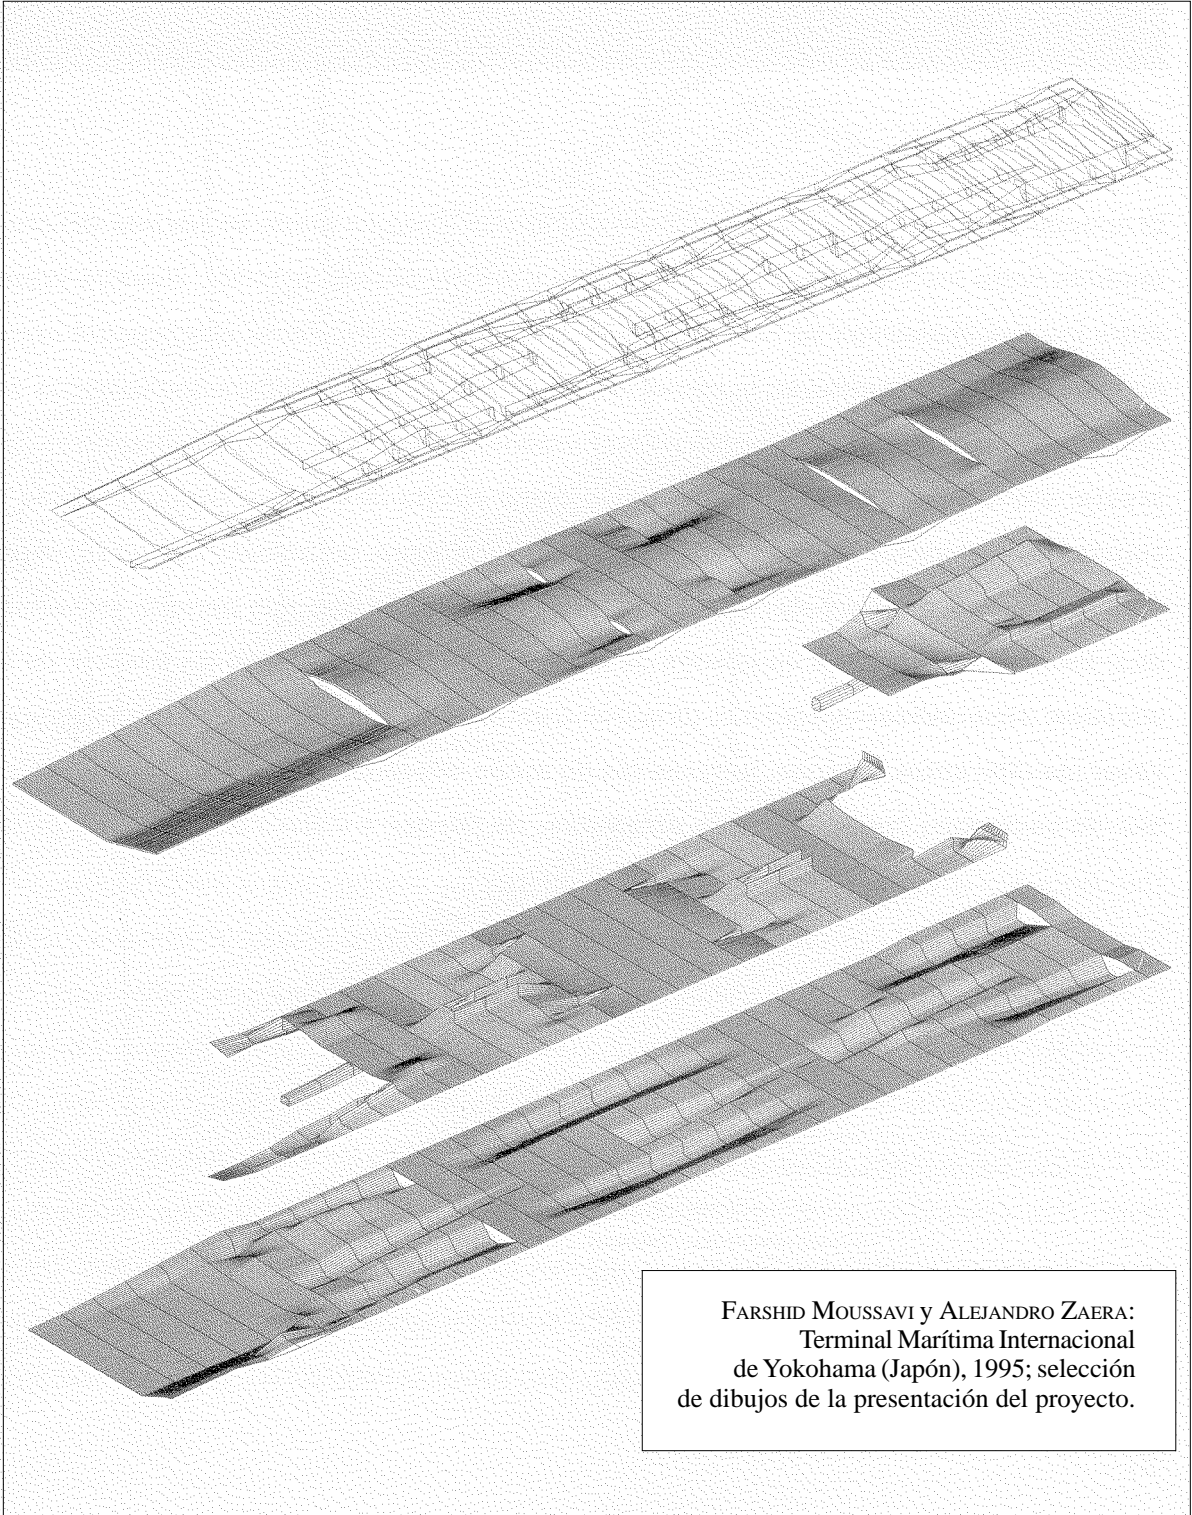 FARSHID MOUSSAVI y ALEJANDRO ZAERA:
Terminal Marítima Internacional
de Yokohama (Japón), 1995; selección
de dibujos de la presentación del proyecto.